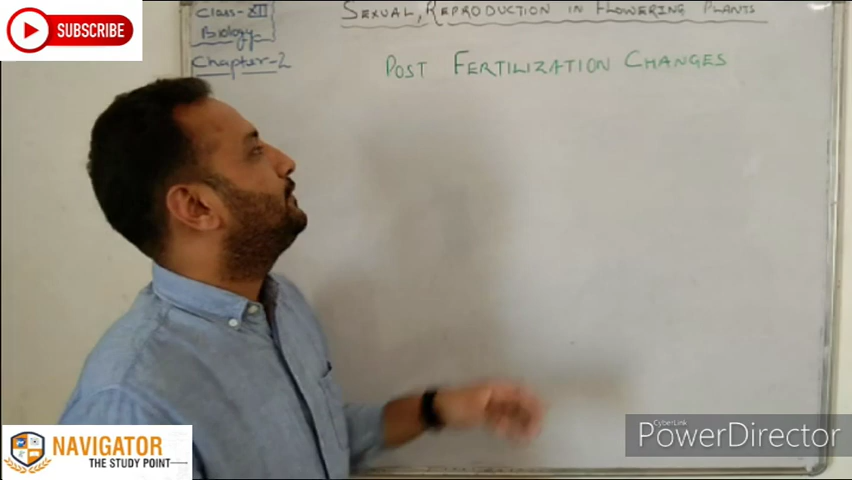 SUBSCRIBE
Class-XII
Biology
Chapter-2
SEXUAL, REPRODUCTION IN FLOWERING PLANTS
POST FERTILIZATION CHANGES
CyberLink
PowerDirector
NAVIGATOR
THE STUDY POINT